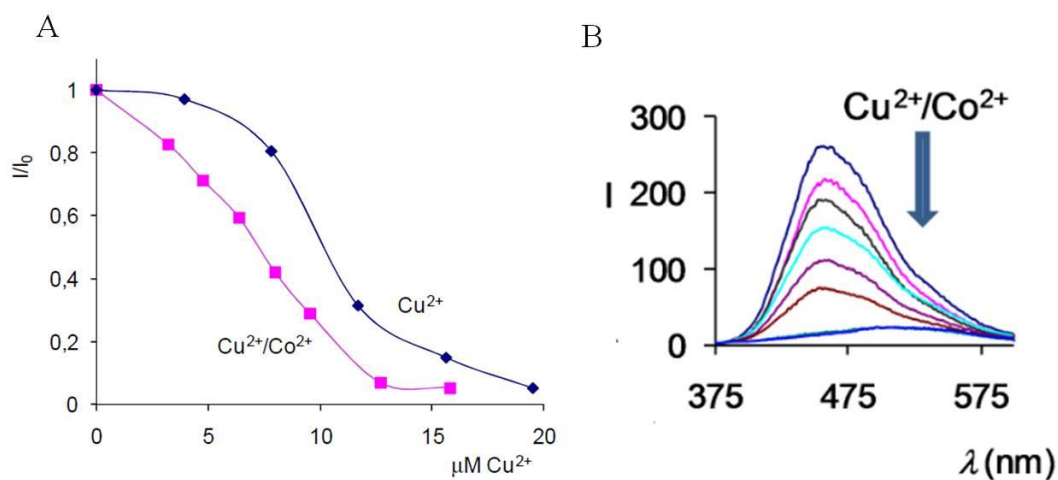 A
I/I₀
1
0,8
0,6
0,4
0,2
0
0
5
10
15
20
Cu²⁺
Cu²⁺/Co²⁺
µM Cu²⁺
B
Cu²⁺/Co²⁺
I
300
200
100
0
375
475
575
λ (nm)